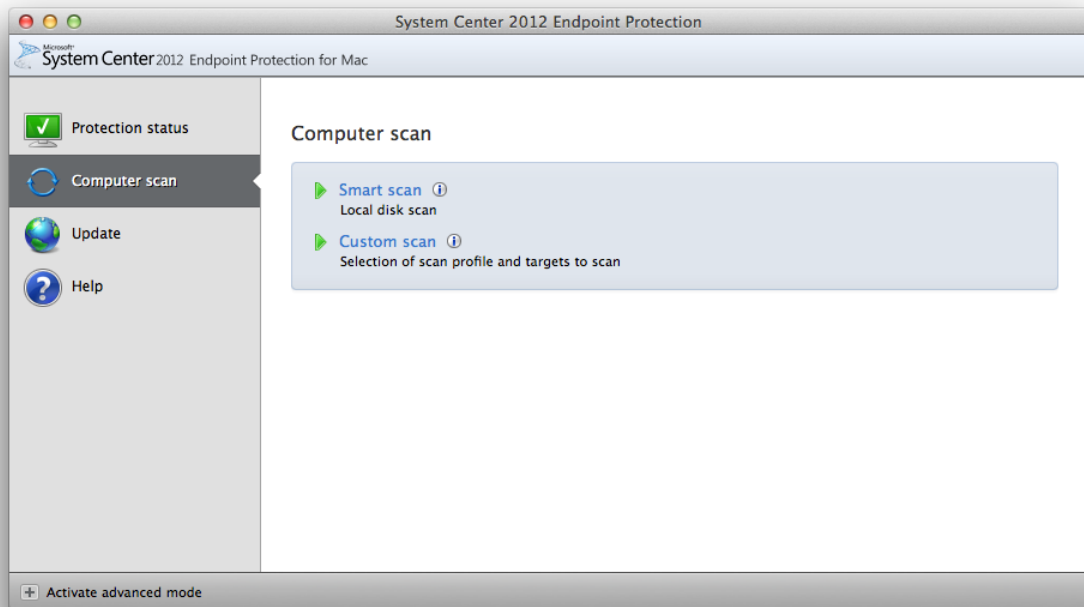 System Center 2012 Endpoint Protection
Microsoft
System Center 2012 Endpoint Protection for Mac
Protection status
Computer scan
Update
Help
Computer scan
Smart scan
Local disk scan
Custom scan
Selection of scan profile and targets to scan
Activate advanced mode